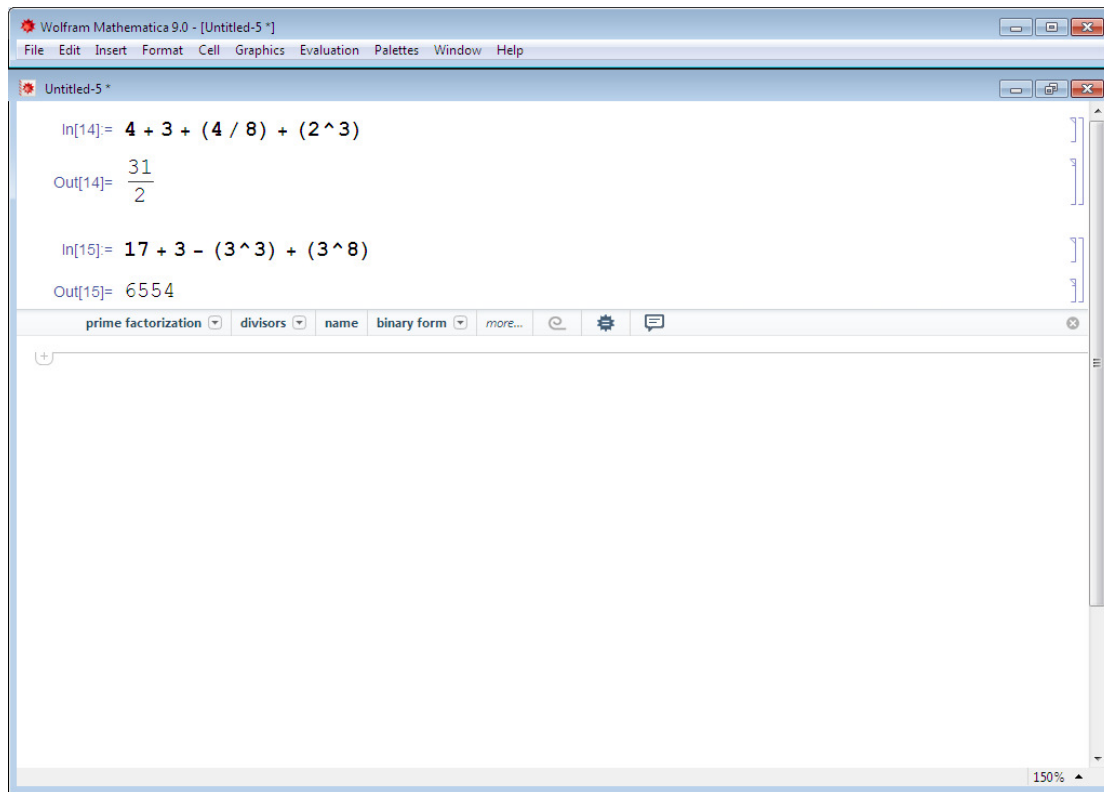 Wolfram Mathematica 9.0 - [Untitled-5 *]
File Edit Insert Format Cell Graphics Evaluation Palettes Window Help
Untitled-5 *
In[14]:= 4 + 3 + (4 / 8) + (2^3)
Out[14]= 31/2
In[15]:= 17 + 3 - (3^3) + (3^8)
Out[15]= 6554
prime factorization divisors name binary form more...
150%